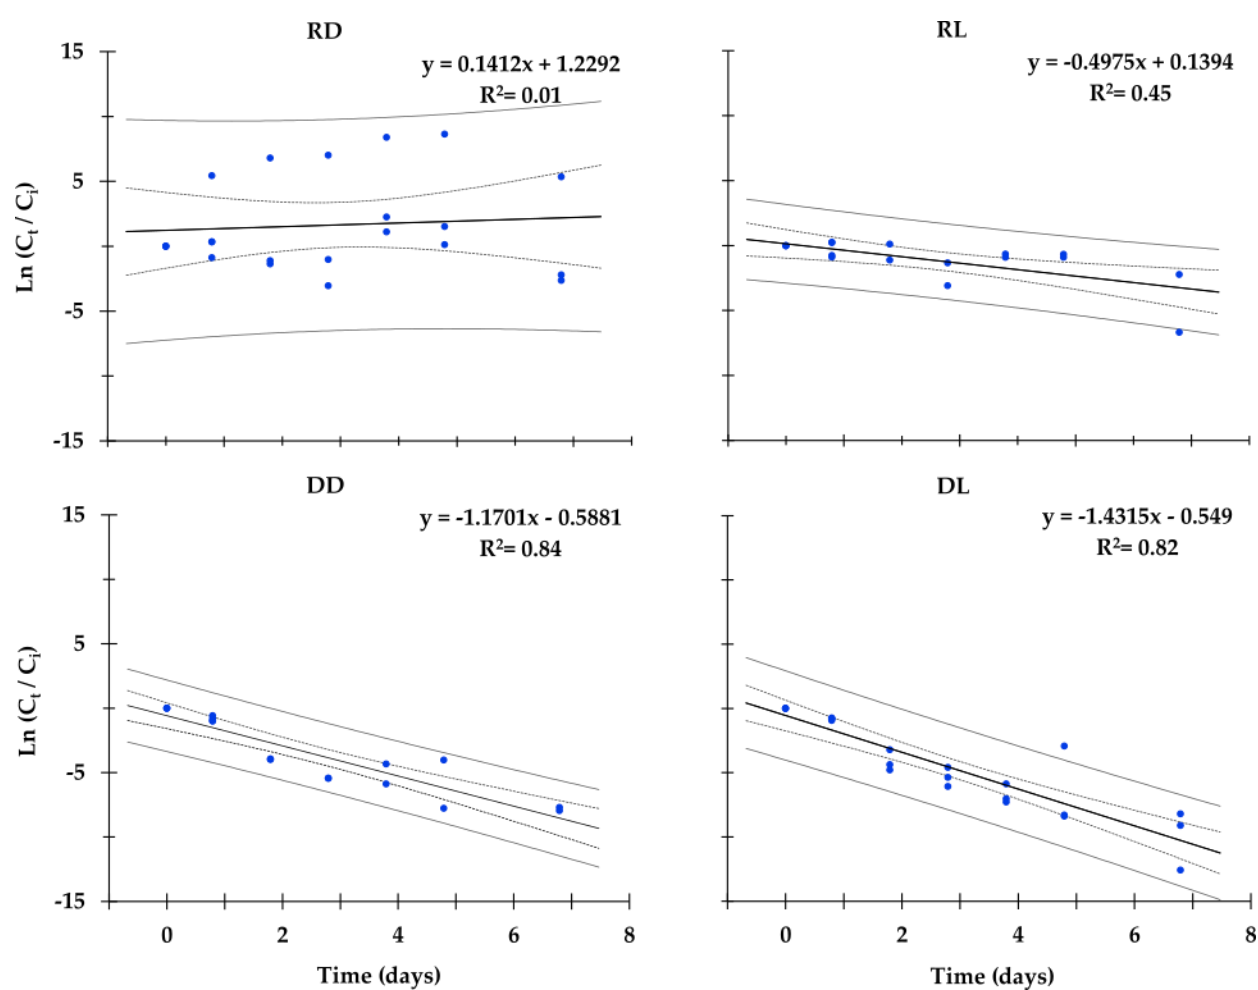 RD
15
y = 0.1412x + 1.2292
R²= 0.01
5
Ln (Cₜ / Cᵢ)
-5
-15
RL
y = -0.4975x + 0.1394
R²= 0.45
DD
15
y = -1.1701x - 0.5881
R²= 0.84
5
Ln (Cₜ / Cᵢ)
-5
-15
0 2 4 6 8
Time (days)
DL
y = -1.4315x - 0.549
R²= 0.82
0 2 4 6 8
Time (days)